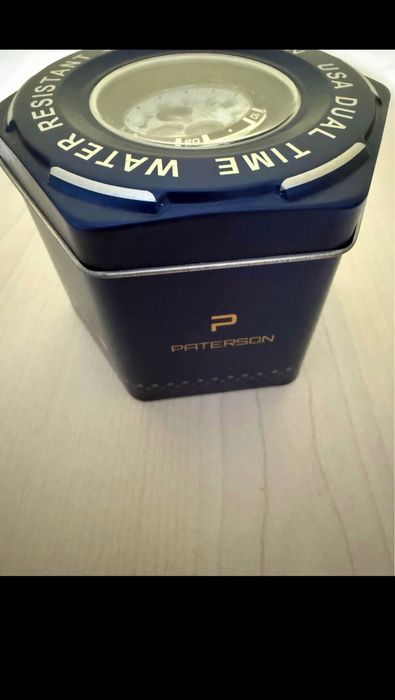 WATER RESISTANT
USA DUAL TIME
P
PATERSON